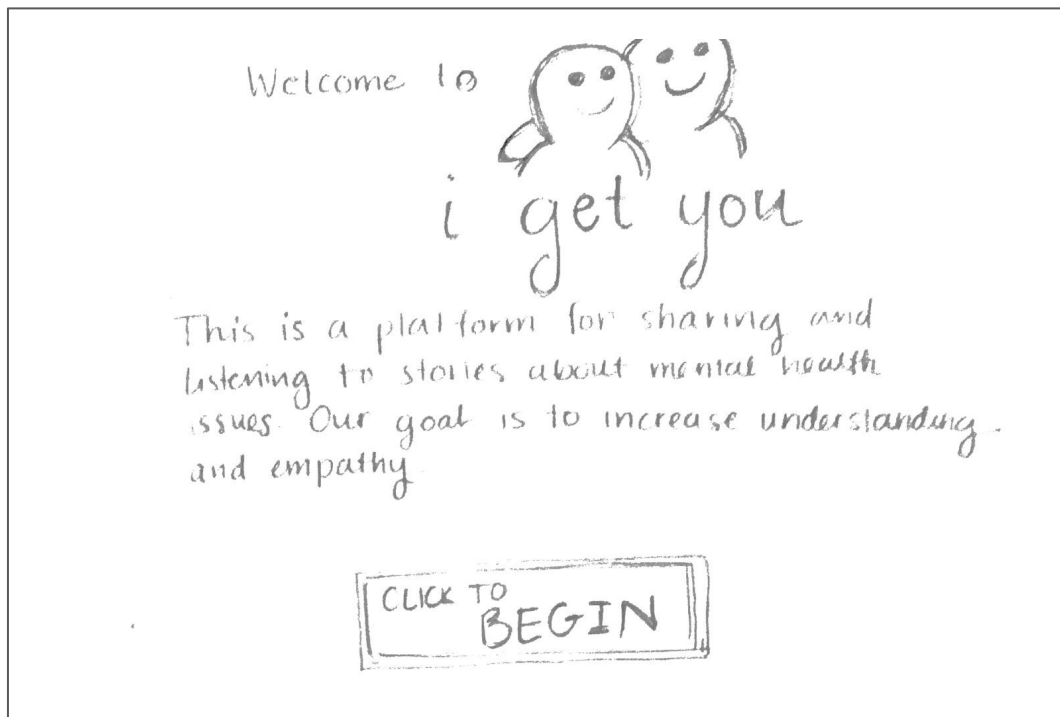 Welcome to
i get you
This is a platform for sharing and
listening to stories about mental health
issues. Our goal is to increase understanding
and empathy.
CLICK TO
BEGIN